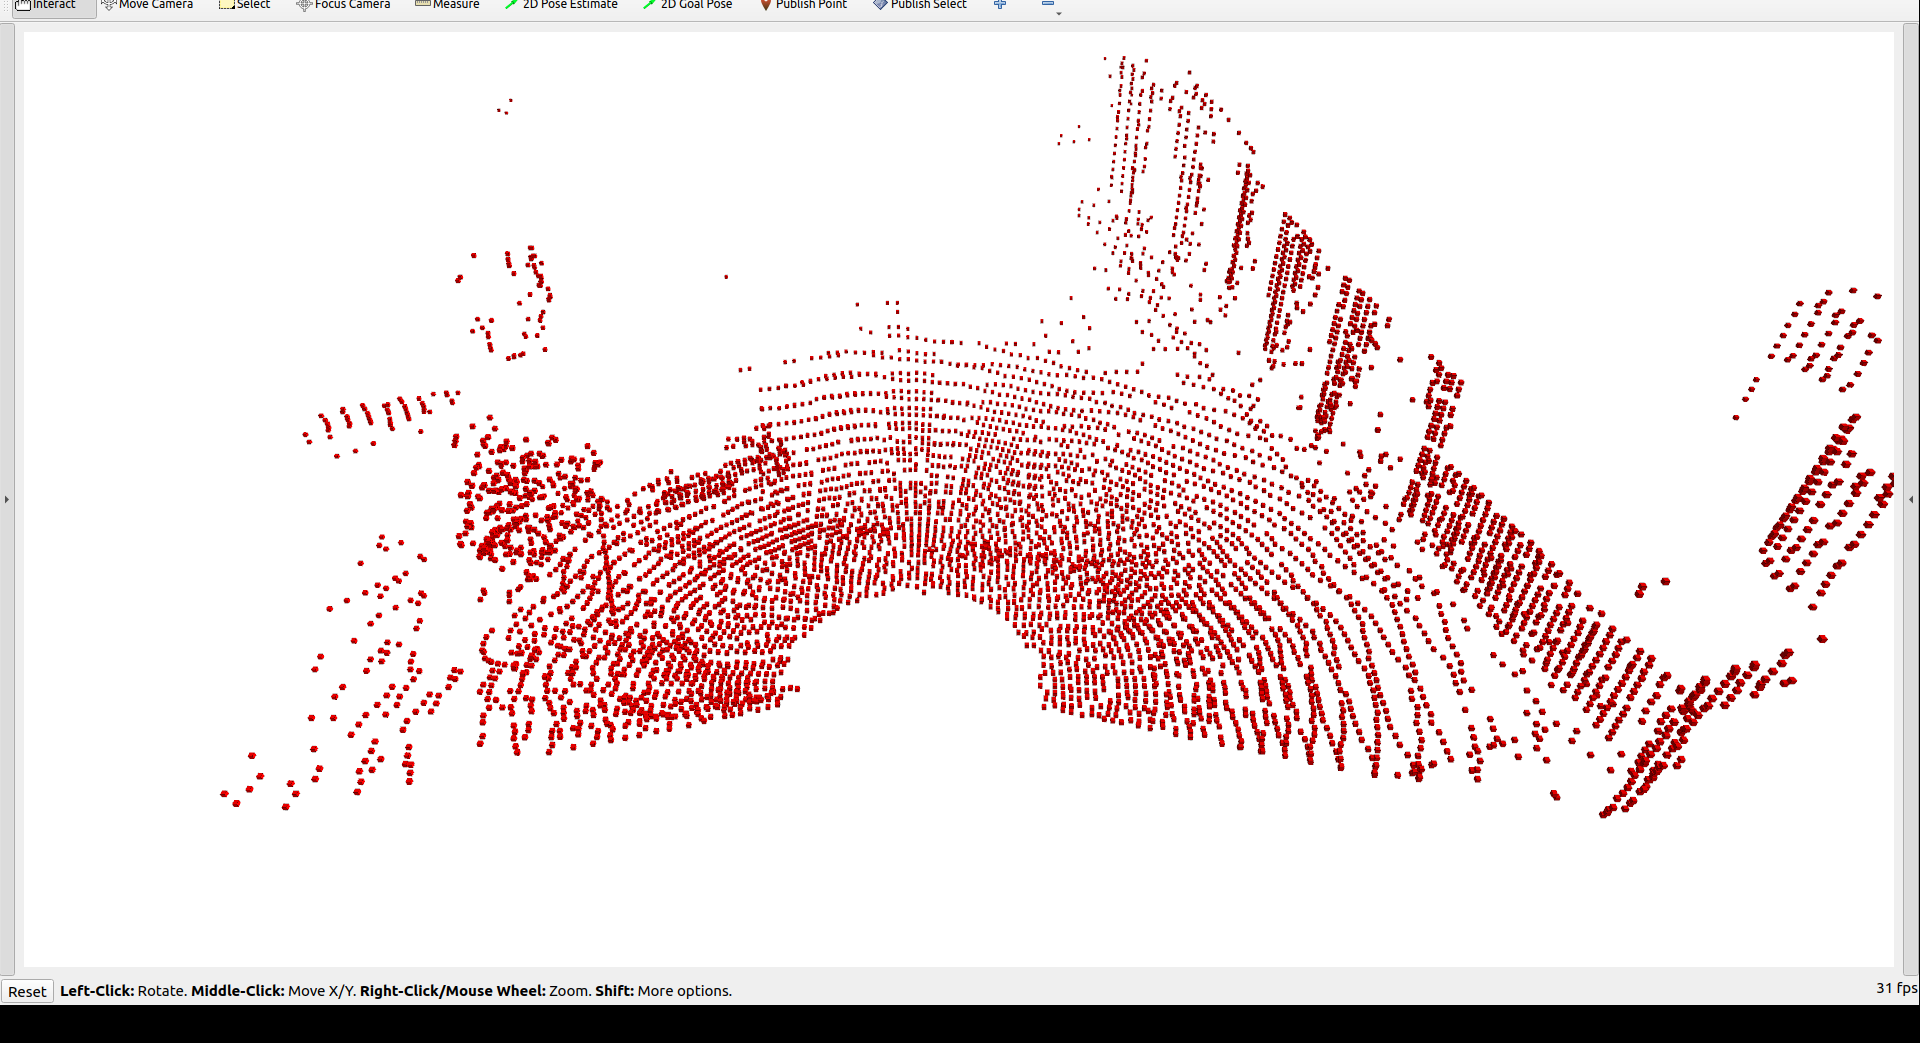 Interact Move Camera Select Focus Camera Measure 2D Pose Estimate 2D Goal Pose Publish Point Publish Select
Reset Left-Click: Rotate. Middle-Click: Move X/Y. Right-Click/Mouse Wheel: Zoom. Shift: More options. 31 fps